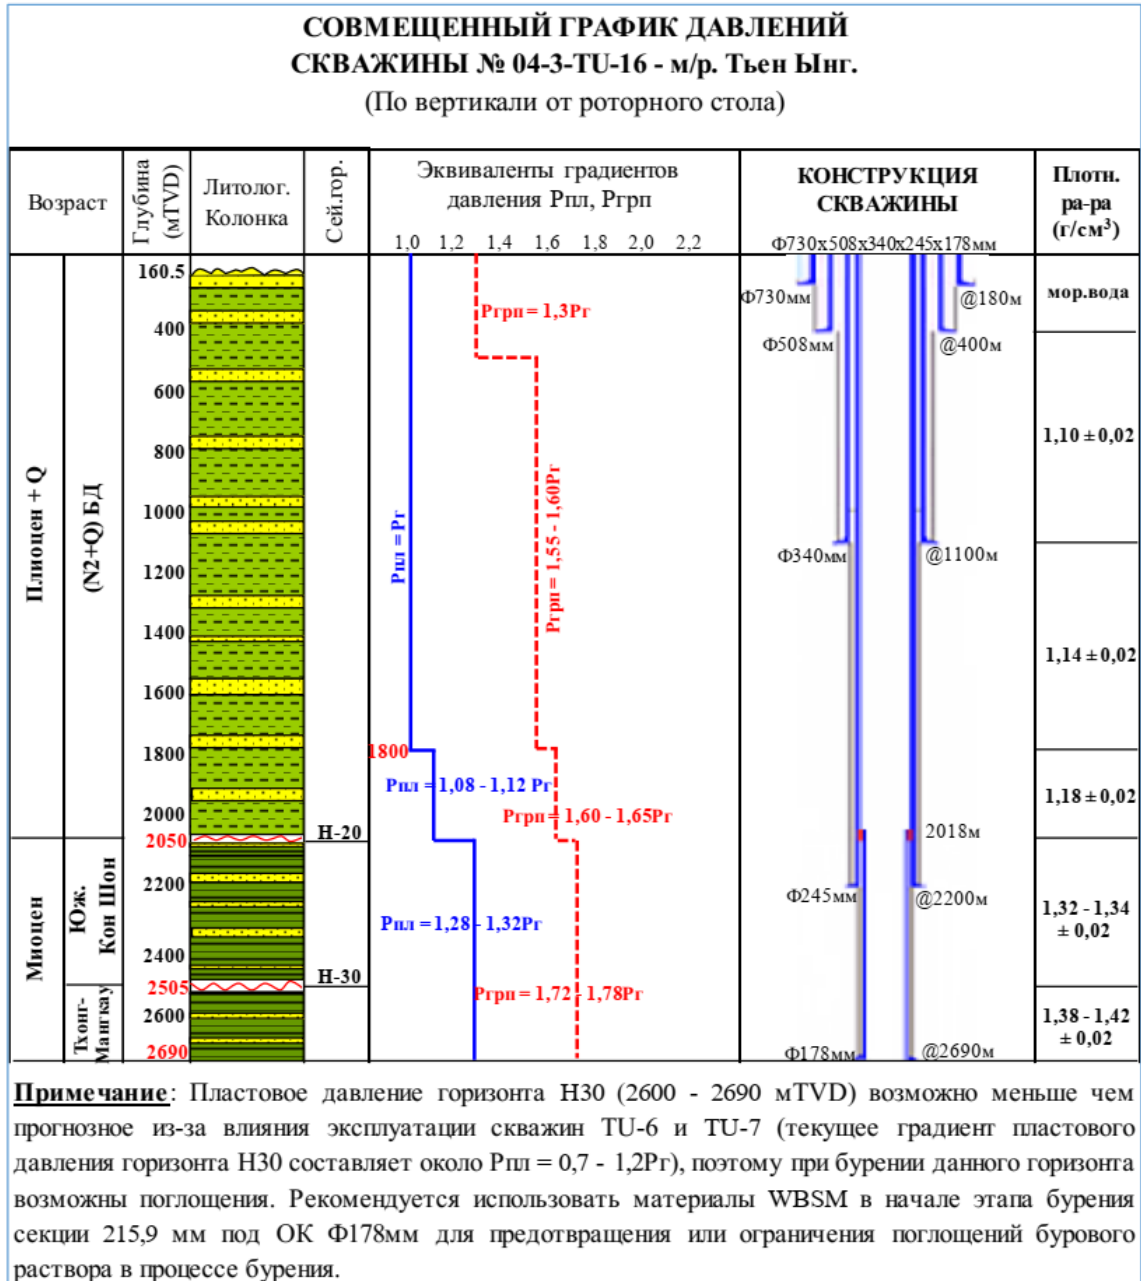 СОВМЕЩЕННЫЙ ГРАФИК ДАВЛЕНИЙ
СКВАЖИНЫ № 04-3-TU-16 - м/р. Тьен Ынг.
(По вертикали от роторного стола)
Возраст
Глубина
(мTVD)
Литолог.
Колонка
Сей.гор.
Эквиваленты градиентов
давления Рпл, Ргрп
1,0 1,2 1,4 1,6 1,8 2,0 2,2
КОНСТРУКЦИЯ
СКВАЖИНЫ
Ф730х508х340х245х178мм
Плотн.
ра-ра
(г/см³)
Плиоцен + Q
(N2+Q) БД
Миоцен
Юж.
Кон Шон
Тхонг-
Мангкау
160.5
400
600
800
1000
1200
1400
1600
1800
2000
2050
2200
2400
2505
2600
2690
Н-20
Н-30
Ргрп = 1,3Рг
Рпл = Рг
Ргрп = 1,55 - 1,60Рг
1800
Рпл = 1,08 - 1,12 Рг
Ргрп = 1,60 - 1,65Рг
Рпл = 1,28 - 1,32Рг
Ргрп = 1,72 - 1,78Рг
Ф730мм @180м
Ф508мм @400м
Ф340мм @1100м
2018м
Ф245мм @2200м
Ф178мм @2690м
мор.вода
1,10 ± 0,02
1,14 ± 0,02
1,18 ± 0,02
1,32 - 1,34
± 0,02
1,38 - 1,42
± 0,02
Примечание: Пластовое давление горизонта Н30 (2600 - 2690 мTVD) возможно меньше чем
прогнозное из-за влияния эксплуатации скважин TU-6 и TU-7 (текущее градиент пластового
давления горизонта Н30 составляет около Рпл = 0,7 - 1,2Рг), поэтому при бурении данного горизонта
возможны поглощения. Рекомендуется использовать материалы WBSM в начале этапа бурения
секции 215,9 мм под ОК Ф178мм для предотвращения или ограничения поглощений бурового
раствора в процессе бурения.